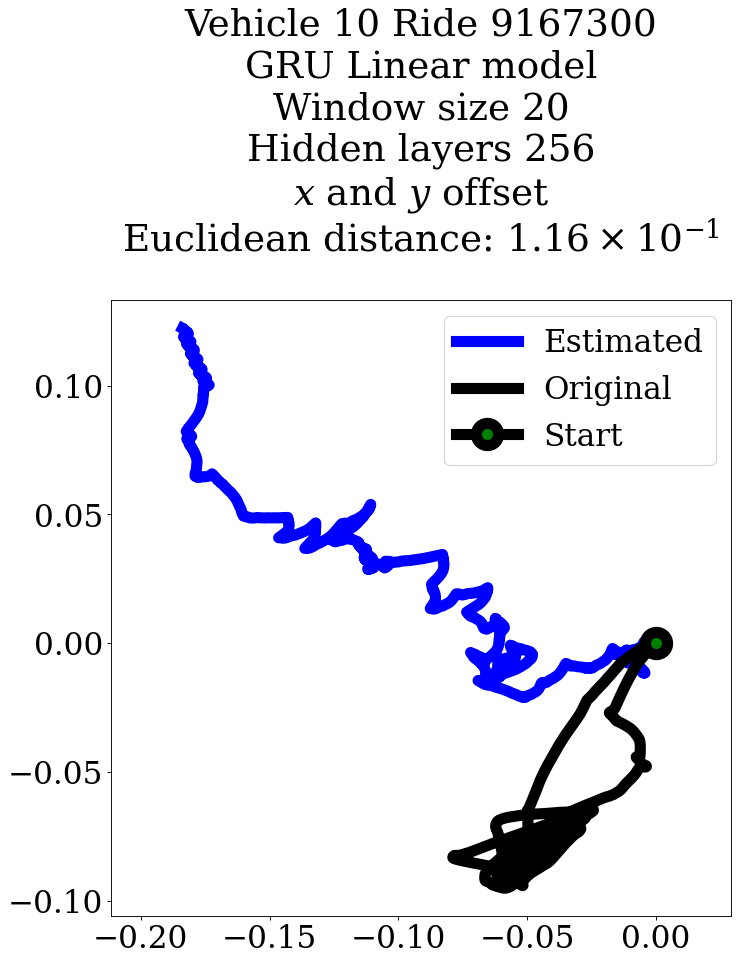 Vehicle 10 Ride 9167300
GRU Linear model
Window size 20
Hidden layers 256
x and y offset
Euclidean distance: 1.16 × 10⁻¹
Estimated
Original
Start
0.10
0.05
0.00
−0.05
−0.10
−0.20 −0.15 −0.10 −0.05 0.00